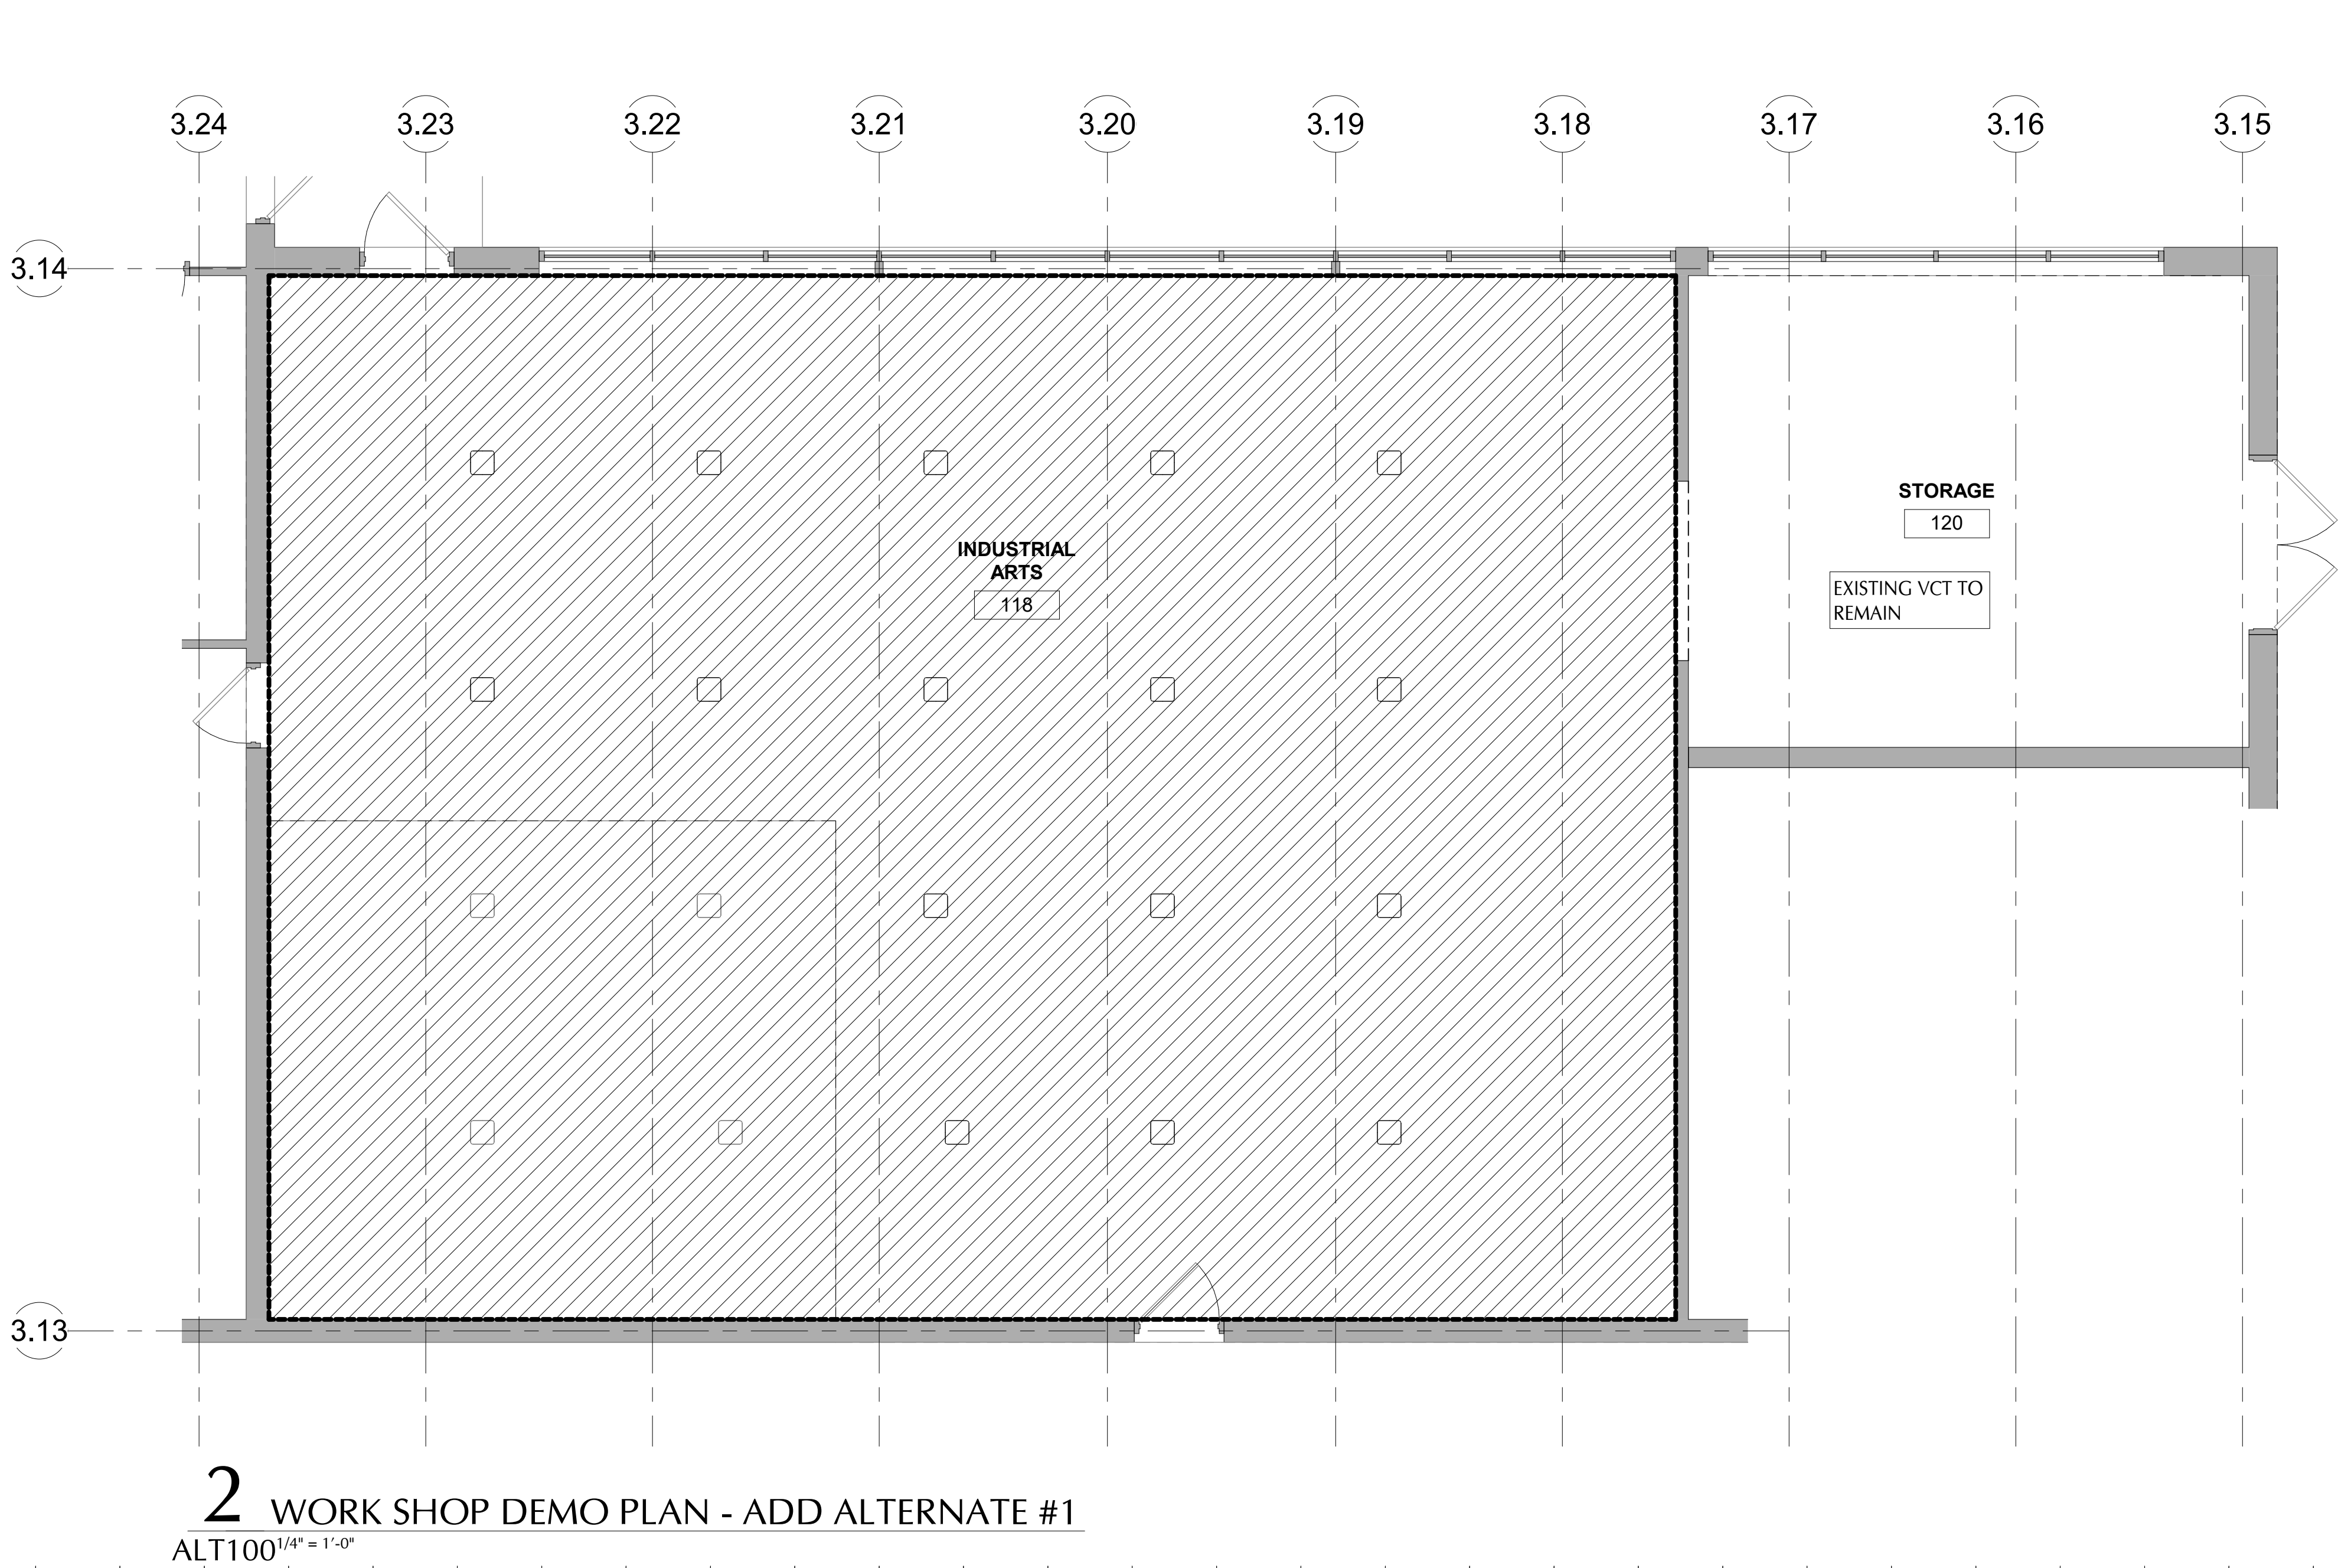 3.24
3.23
3.22
3.21
3.20
3.19
3.18
3.17
3.16
3.15
3.14
STORAGE
120
INDUSTRIAL
ARTS
118
EXISTING VCT TO
REMAIN
3.13
2 WORK SHOP DEMO PLAN - ADD ALTERNATE #1
ALT100 1/4" = 1'-0"